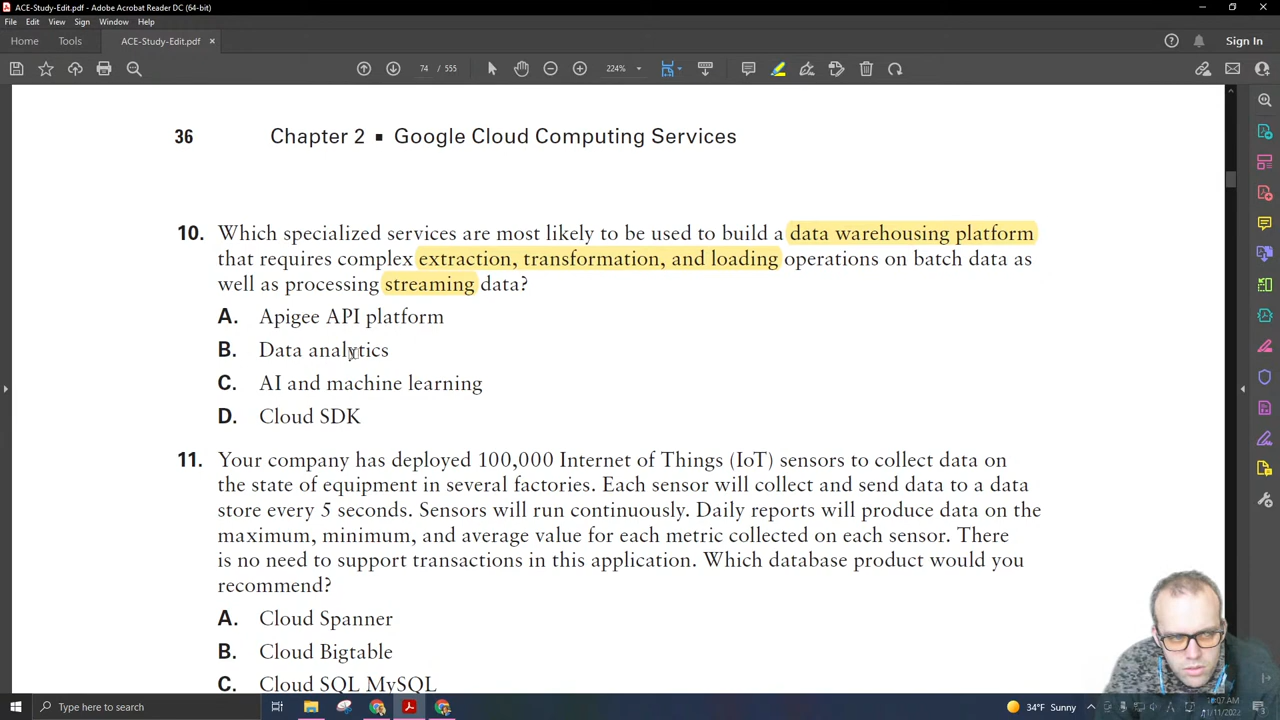 ACE-Study-Edit.pdf - Adobe Acrobat Reader DC (64-bit)
File Edit View Sign Window Help
Home Tools ACE-Study-Edit.pdf × Sign In
74 / 555 224%
36 Chapter 2 ■ Google Cloud Computing Services
10. Which specialized services are most likely to be used to build a data warehousing platform
that requires complex extraction, transformation, and loading operations on batch data as
well as processing streaming data?
A. Apigee API platform
B. Data analytics
C. AI and machine learning
D. Cloud SDK
11. Your company has deployed 100,000 Internet of Things (IoT) sensors to collect data on
the state of equipment in several factories. Each sensor will collect and send data to a data
store every 5 seconds. Sensors will run continuously. Daily reports will produce data on the
maximum, minimum, and average value for each metric collected on each sensor. There
is no need to support transactions in this application. Which database product would you
recommend?
A. Cloud Spanner
B. Cloud Bigtable
C. Cloud SQL MySQL
Type here to search
34°F Sunny